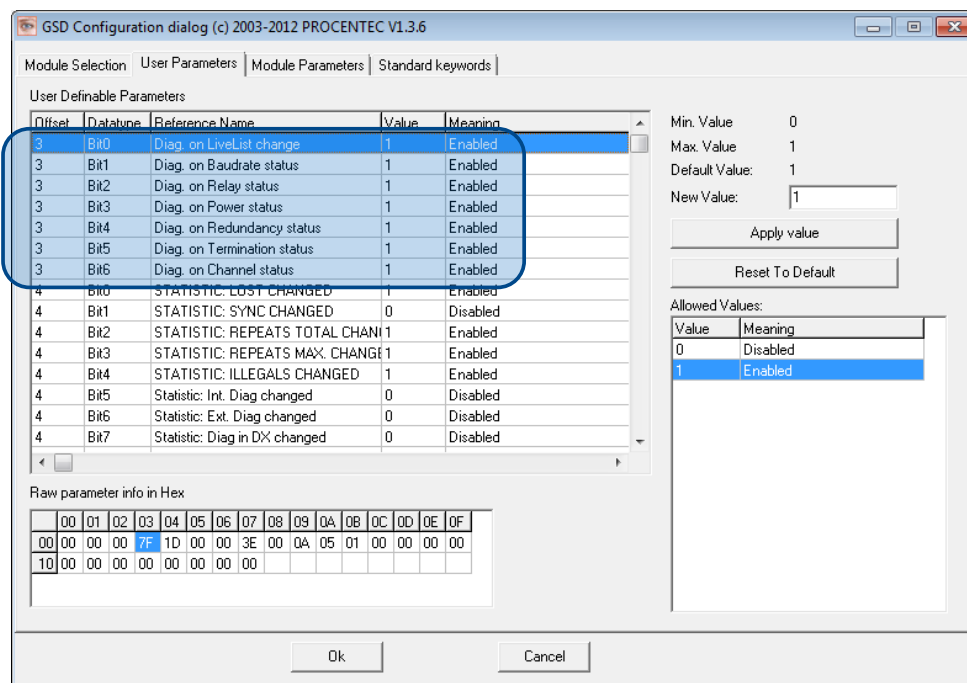 GSD Configuration dialog (c) 2003-2012 PROCENTEC V1.3.6
Module Selection User Parameters Module Parameters Standard keywords
User Definable Parameters
Offset Datatype Reference Name Value Meaning
3 Bit0 Diag. on LiveList change 1 Enabled
3 Bit1 Diag. on Baudrate status 1 Enabled
3 Bit2 Diag. on Relay status 1 Enabled
3 Bit3 Diag. on Power status 1 Enabled
3 Bit4 Diag. on Redundancy status 1 Enabled
3 Bit5 Diag. on Termination status 1 Enabled
3 Bit6 Diag. on Channel status 1 Enabled
4 Bit0 STATISTIC: LOST CHANGED 1 Enabled
4 Bit1 STATISTIC: SYNC CHANGED 0 Disabled
4 Bit2 STATISTIC: REPEATS TOTAL CHAN 1 Enabled
4 Bit3 STATISTIC: REPEATS MAX. CHANGE 1 Enabled
4 Bit4 STATISTIC: ILLEGALS CHANGED 1 Enabled
4 Bit5 Statistic: Int. Diag changed 0 Disabled
4 Bit6 Statistic: Ext. Diag changed 0 Disabled
4 Bit7 Statistic: Diag in DX changed 0 Disabled
Min. Value 0
Max. Value 1
Default Value: 1
New Value: 1
Apply value
Reset To Default
Allowed Values:
Value Meaning
0 Disabled
1 Enabled
Raw parameter info in Hex
00 01 02 03 04 05 06 07 08 09 0A 0B 0C 0D 0E 0F
00 00 00 00 7F 1D 00 00 3E 00 0A 05 01 00 00 00 00
10 00 00 00 00 00 00 00 00
Ok Cancel